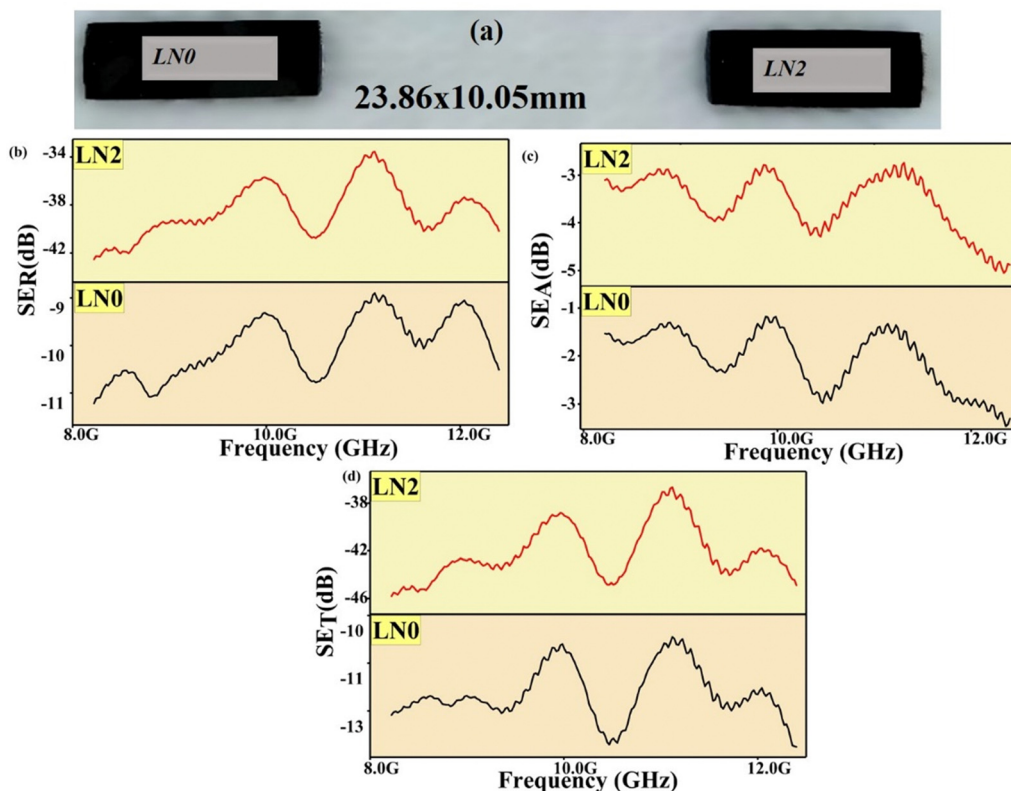 (a)
LN0
LN2
23.86x10.05mm
(b)
LN2
-34
-38
-42
SER(dB)
LN0
-9
-10
-11
8.0G
10.0G
12.0G
Frequency (GHz)
(c)
LN2
-3
-4
-5
SEA(dB)
LN0
-1
-2
-3
8.0G
10.0G
12.0G
Frequency (GHz)
(d)
LN2
-38
-42
-46
SET(dB)
LN0
-10
-11
-13
8.0G
10.0G
12.0G
Frequency (GHz)